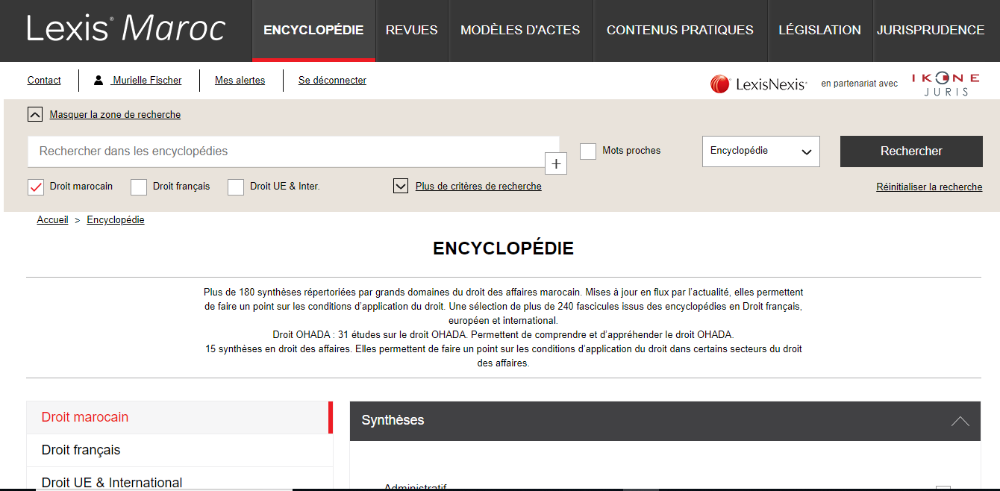 Lexis® Maroc
ENCYCLOPÉDIE
REVUES
MODÈLES D'ACTES
CONTENUS PRATIQUES
LÉGISLATION
JURISPRUDENCE
Contact
Murielle Fischer
Mes alertes
Se déconnecter
LexisNexis®
en partenariat avec
IKONE
JURIS
Masquer la zone de recherche
Rechercher dans les encyclopédies
+
Mots proches
Encyclopédie
Rechercher
Droit marocain
Droit français
Droit UE & Inter.
Plus de critères de recherche
Réinitialiser la recherche
Accueil > Encyclopédie
ENCYCLOPÉDIE
Plus de 180 synthèses répertoriées par grands domaines du droit des affaires marocain. Mises à jour en flux par l’actualité, elles permettent
de faire un point sur les conditions d’application du droit. Une sélection de plus de 240 fascicules issus des encyclopédies en Droit français,
européen et international.
Droit OHADA : 31 études sur le droit OHADA. Permettent de comprendre et d’appréhender le droit OHADA.
15 synthèses en droit des affaires. Elles permettent de faire un point sur les conditions d’application du droit dans certains secteurs du droit
des affaires.
Droit marocain
Droit français
Droit UE & International
Synthèses
Administratif